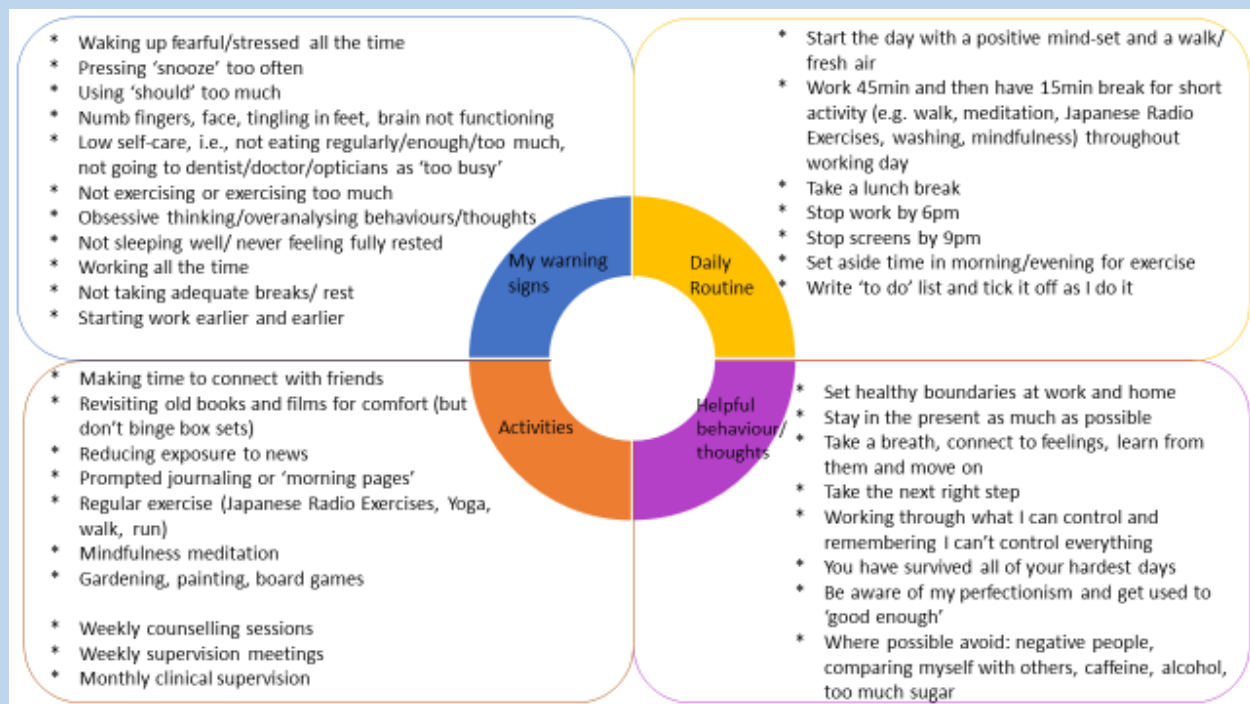 * Waking up fearful/stressed all the time
* Pressing 'snooze' too often
* Using 'should' too much
* Numb fingers, face, tingling in feet, brain not functioning
* Low self-care, i.e., not eating regularly/enough/too much,
not going to dentist/doctor/opticians as 'too busy'
* Not exercising or exercising too much
* Obsessive thinking/overanalysing behaviours/thoughts
* Not sleeping well/ never feeling fully rested
* Working all the time
* Not taking adequate breaks/ rest
* Starting work earlier and earlier
My warning
signs
* Start the day with a positive mind-set and a walk/
fresh air
* Work 45min and then have 15min break for short
activity (e.g. walk, meditation, Japanese Radio
Exercises, washing, mindfulness) throughout
working day
* Take a lunch break
* Stop work by 6pm
* Stop screens by 9pm
* Set aside time in morning/evening for exercise
* Write 'to do' list and tick it off as I do it
Daily
Routine
* Making time to connect with friends
* Revisiting old books and films for comfort (but
don't binge box sets)
* Reducing exposure to news
* Prompted journaling or 'morning pages'
* Regular exercise (Japanese Radio Exercises, Yoga,
walk, run)
* Mindfulness meditation
* Gardening, painting, board games
* Weekly counselling sessions
* Weekly supervision meetings
* Monthly clinical supervision
Activities
Helpful
behaviour/
thoughts
* Set healthy boundaries at work and home
* Stay in the present as much as possible
* Take a breath, connect to feelings, learn from
them and move on
* Take the next right step
* Working through what I can control and
remembering I can't control everything
* You have survived all of your hardest days
* Be aware of my perfectionism and get used to
'good enough'
* Where possible avoid: negative people,
comparing myself with others, caffeine, alcohol,
too much sugar